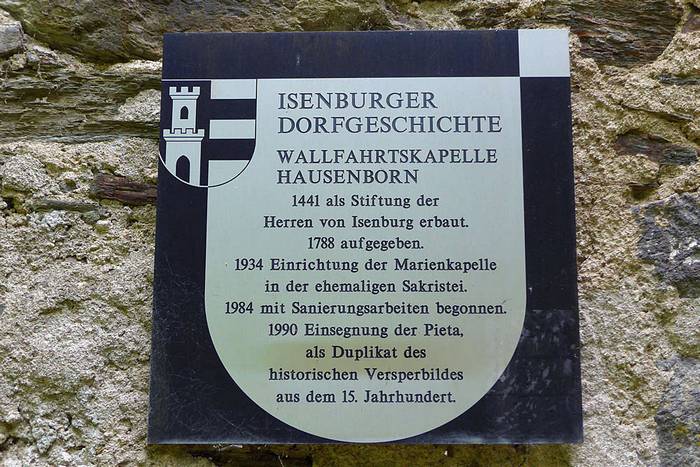 ISENBURGER
DORFGESCHICHTE
WALLFAHRTSKAPELLE
HAUSENBORN
1441 als Stiftung der
Herren von Isenburg erbaut.
1788 aufgegeben.
1934 Einrichtung der Marienkapelle
in der ehemaligen Sakristei.
1984 mit Sanierungsarbeiten begonnen.
1990 Einsegnung der Pieta,
als Duplikat des
historischen Versperbildes
aus dem 15. Jahrhundert.